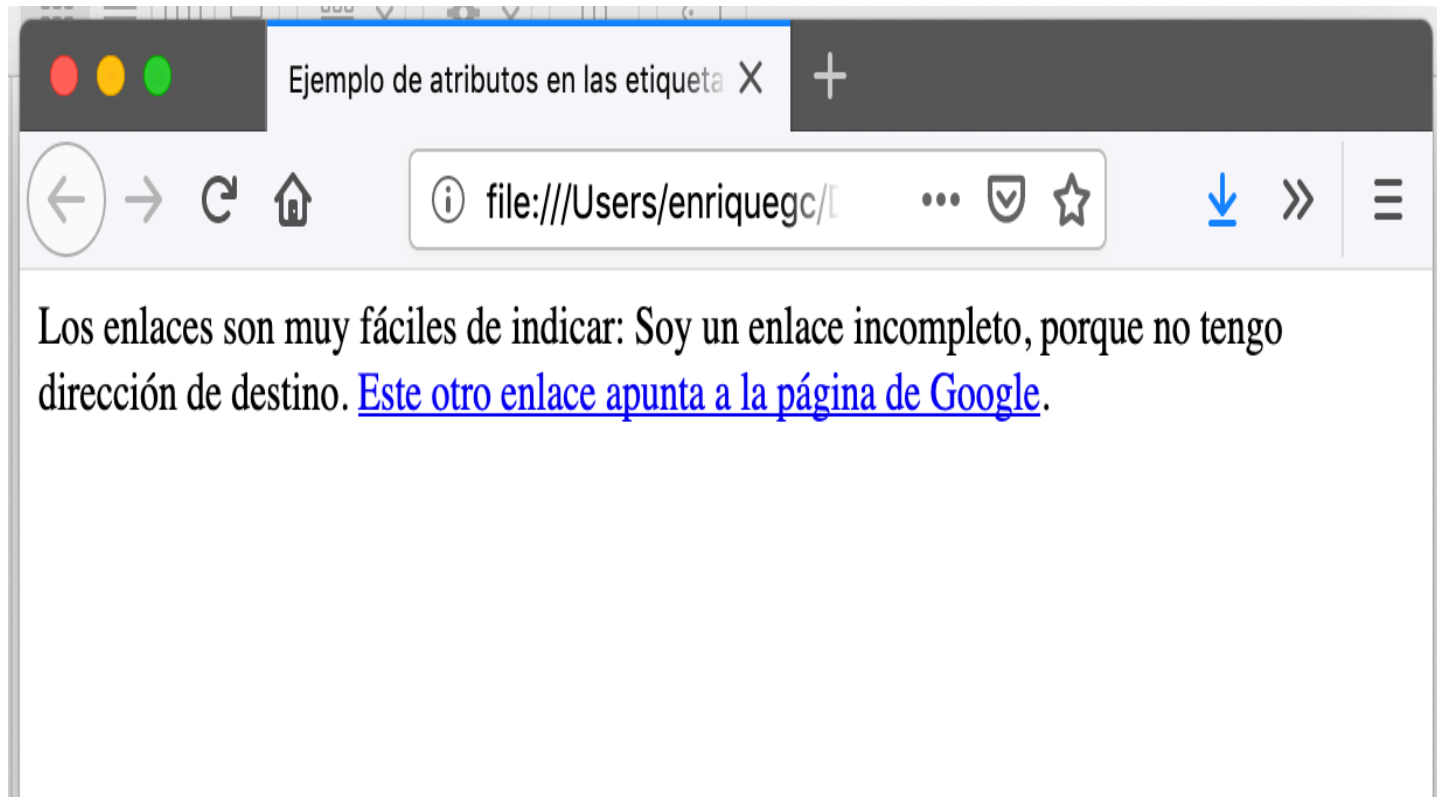 Ejemplo de atributos en las etiqueta
file:///Users/enriquegc/
Los enlaces son muy fáciles de indicar: Soy un enlace incompleto, porque no tengo
dirección de destino. Este otro enlace apunta a la página de Google.